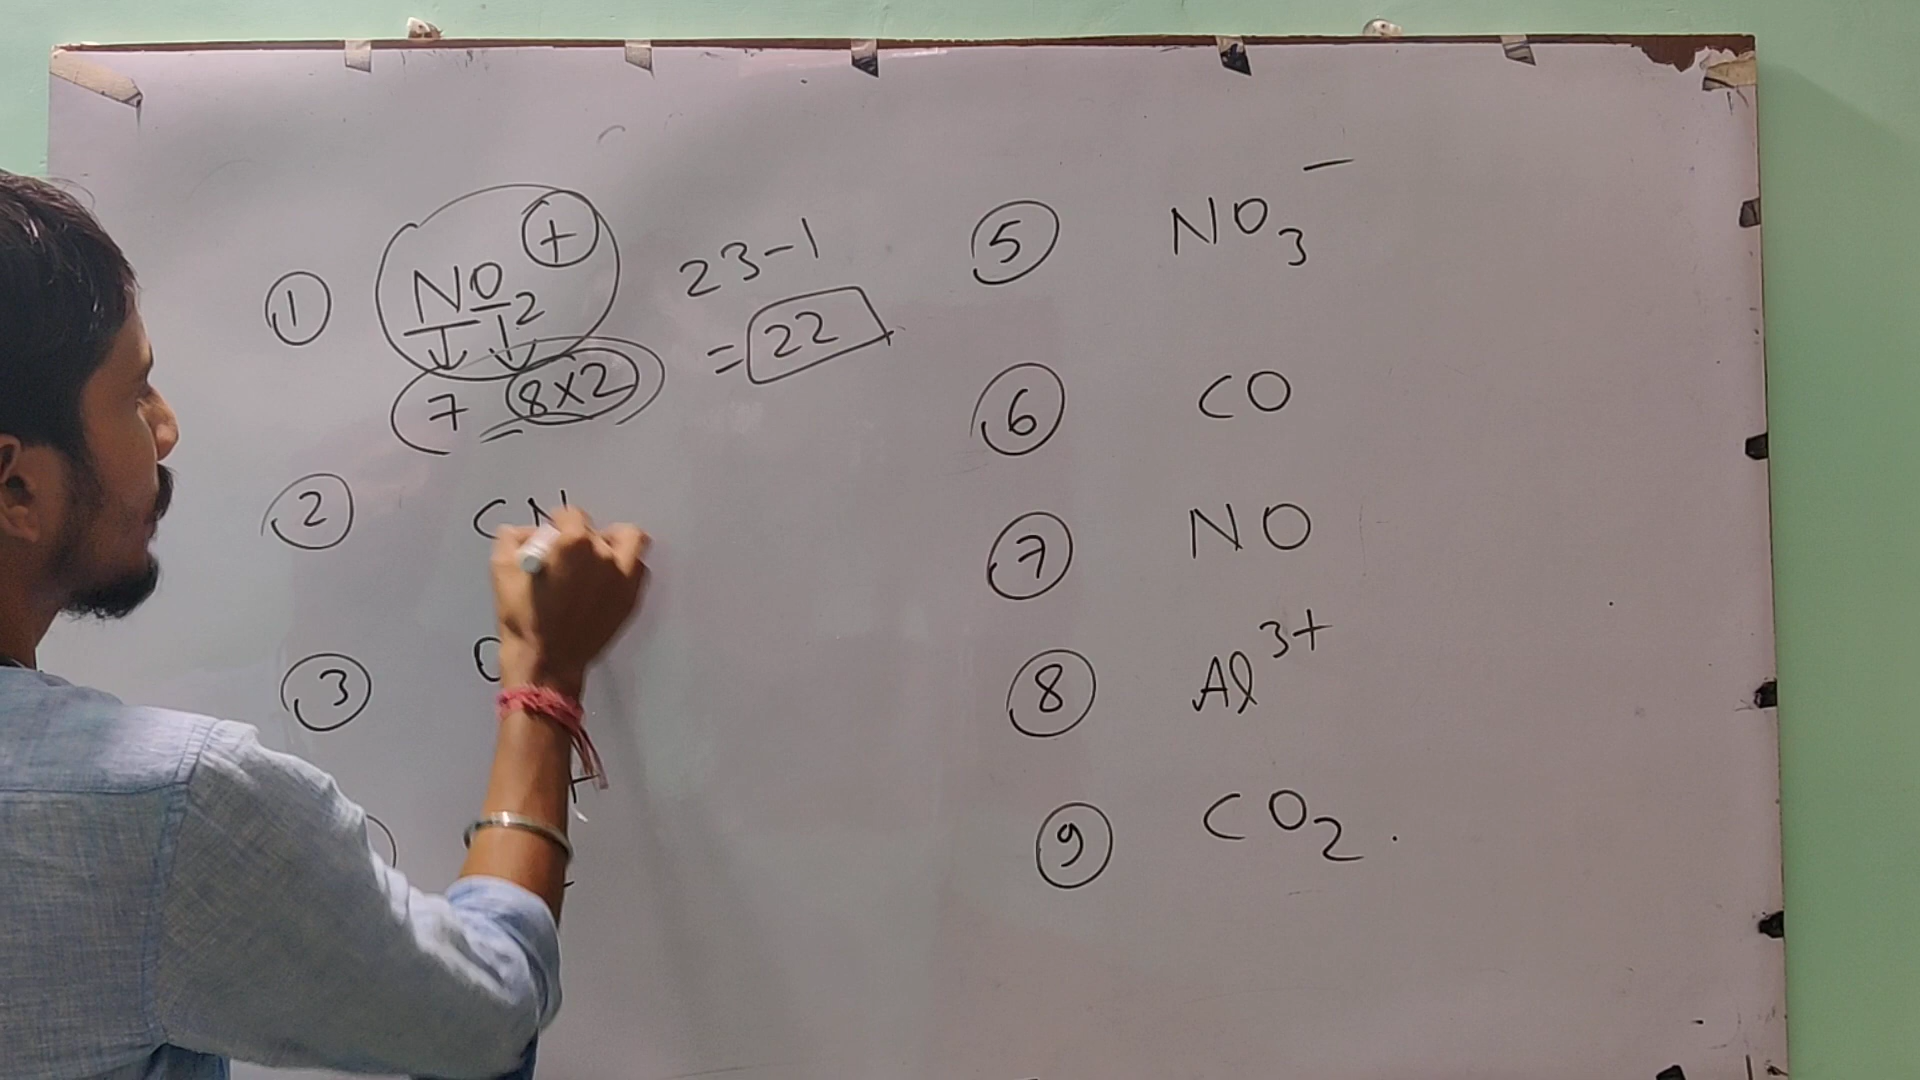 ① NO₂⁺ 23-1
7 8×2 = 22
② CN
③
⑤ NO₃⁻
⑥ CO
⑦ NO
⑧ Al³⁺
⑨ CO₂.